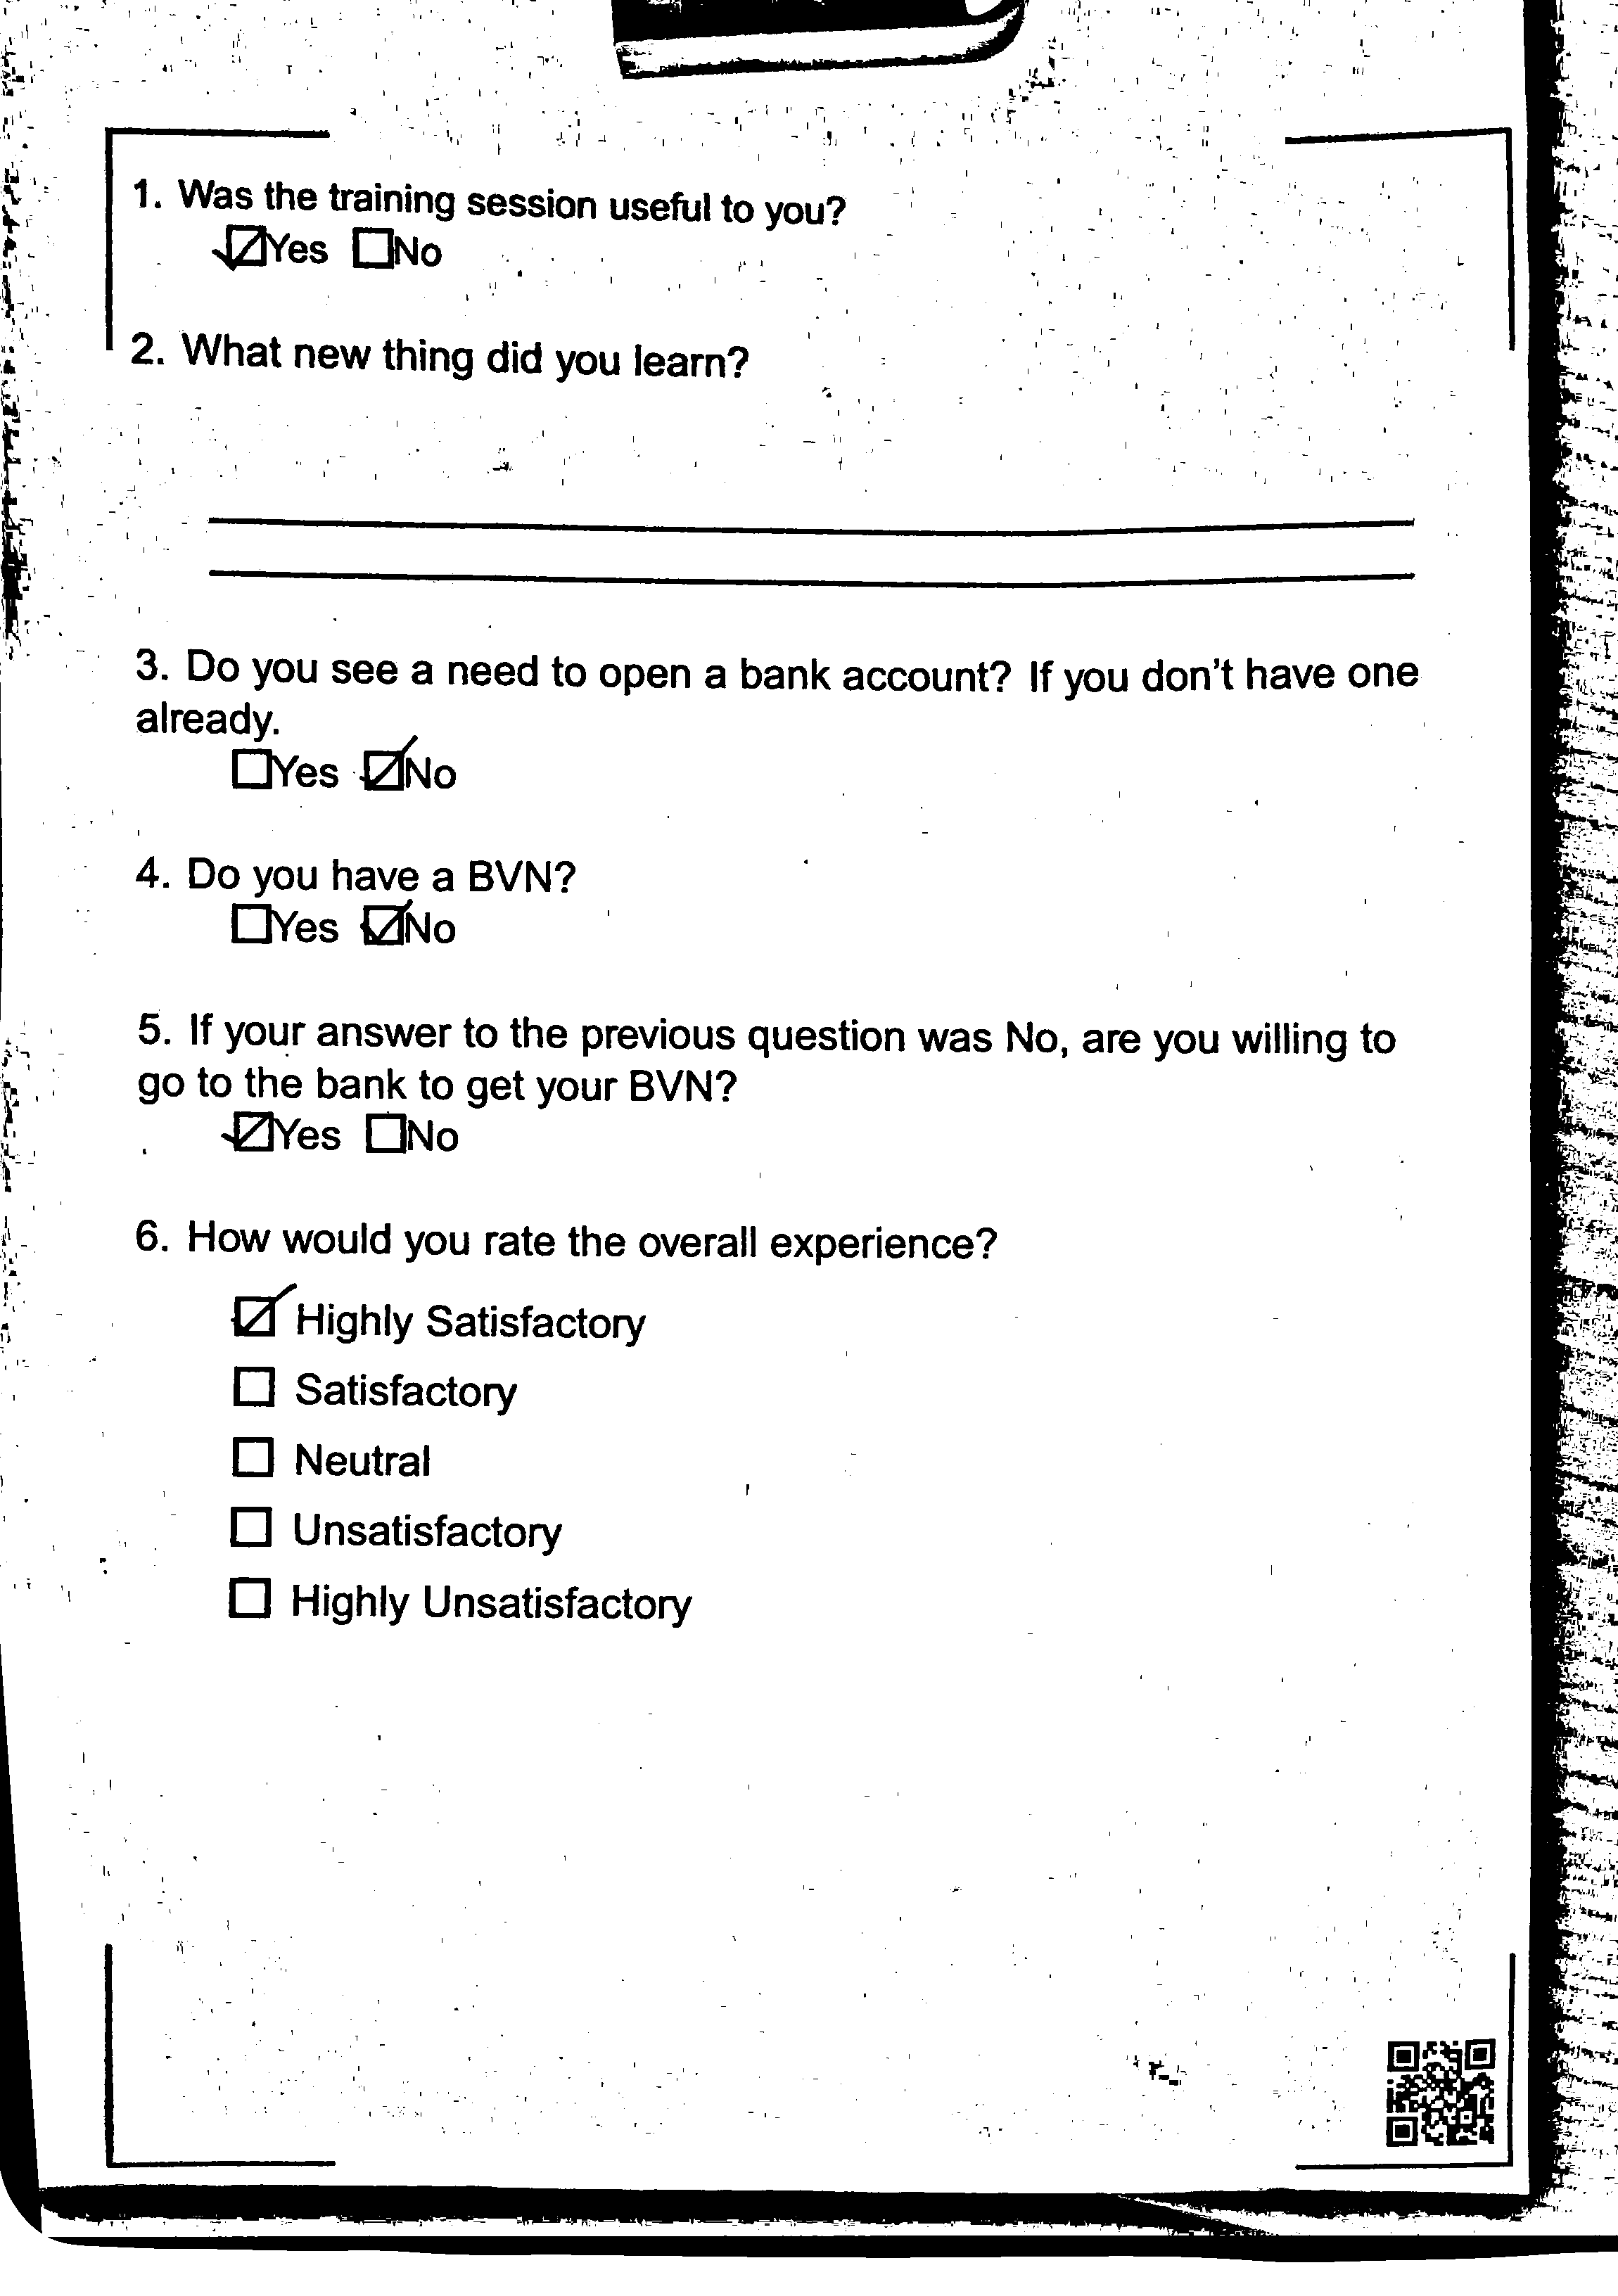 1. Was the training session useful to you?
☑Yes ☐No
2. What new thing did you learn?
3. Do you see a need to open a bank account? If you don't have one
already.
☐Yes ☑No
4. Do you have a BVN?
☐Yes ☑No
5. If your answer to the previous question was No, are you willing to
go to the bank to get your BVN?
☑Yes ☐No
6. How would you rate the overall experience?
☑ Highly Satisfactory
☐ Satisfactory
☐ Neutral
☐ Unsatisfactory
☐ Highly Unsatisfactory